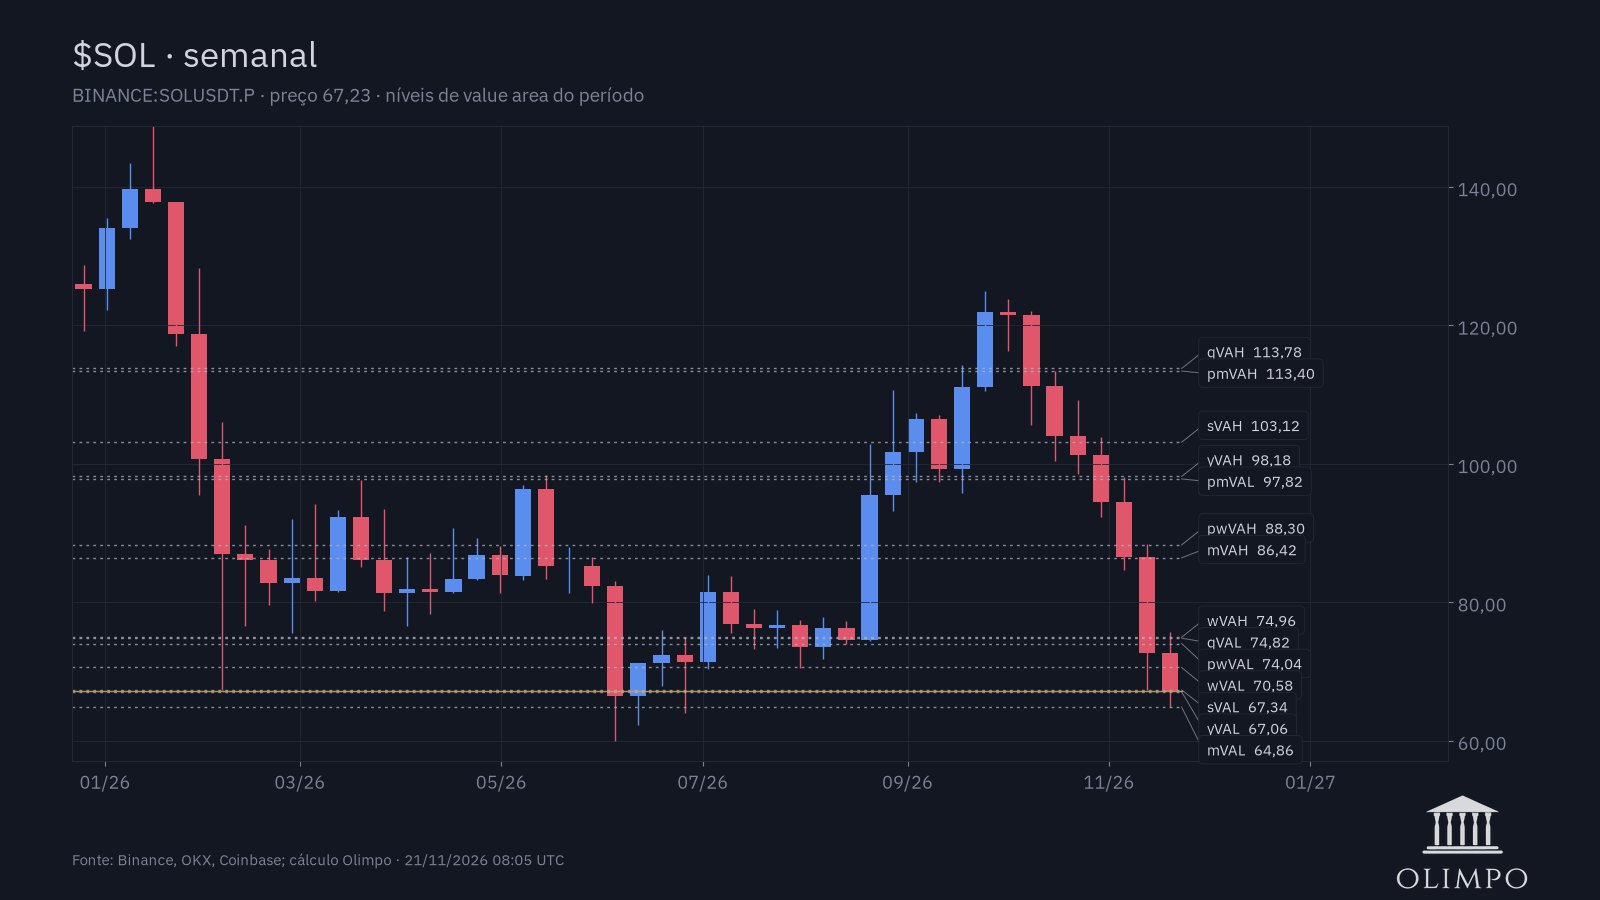 $SOL · semanal
BINANCE:SOLUSDT.P · preço 67,23 · níveis de value area do período
140,00
120,00
qVAH 113,78
pmVAH 113,40
sVAH 103,12
yVAH 98,18
100,00
pmVAL 97,82
pwVAH 88,30
mVAH 86,42
80,00
wVAH 74,96
qVAL 74,82
pwVAL 74,04
wVAL 70,58
sVAL 67,34
yVAL 67,06
60,00
mVAL 64,86
01/26 03/26 05/26 07/26 09/26 11/26 01/27
Fonte: Binance, OKX, Coinbase; cálculo Olimpo · 21/11/2026 08:05 UTC
OLIMPO